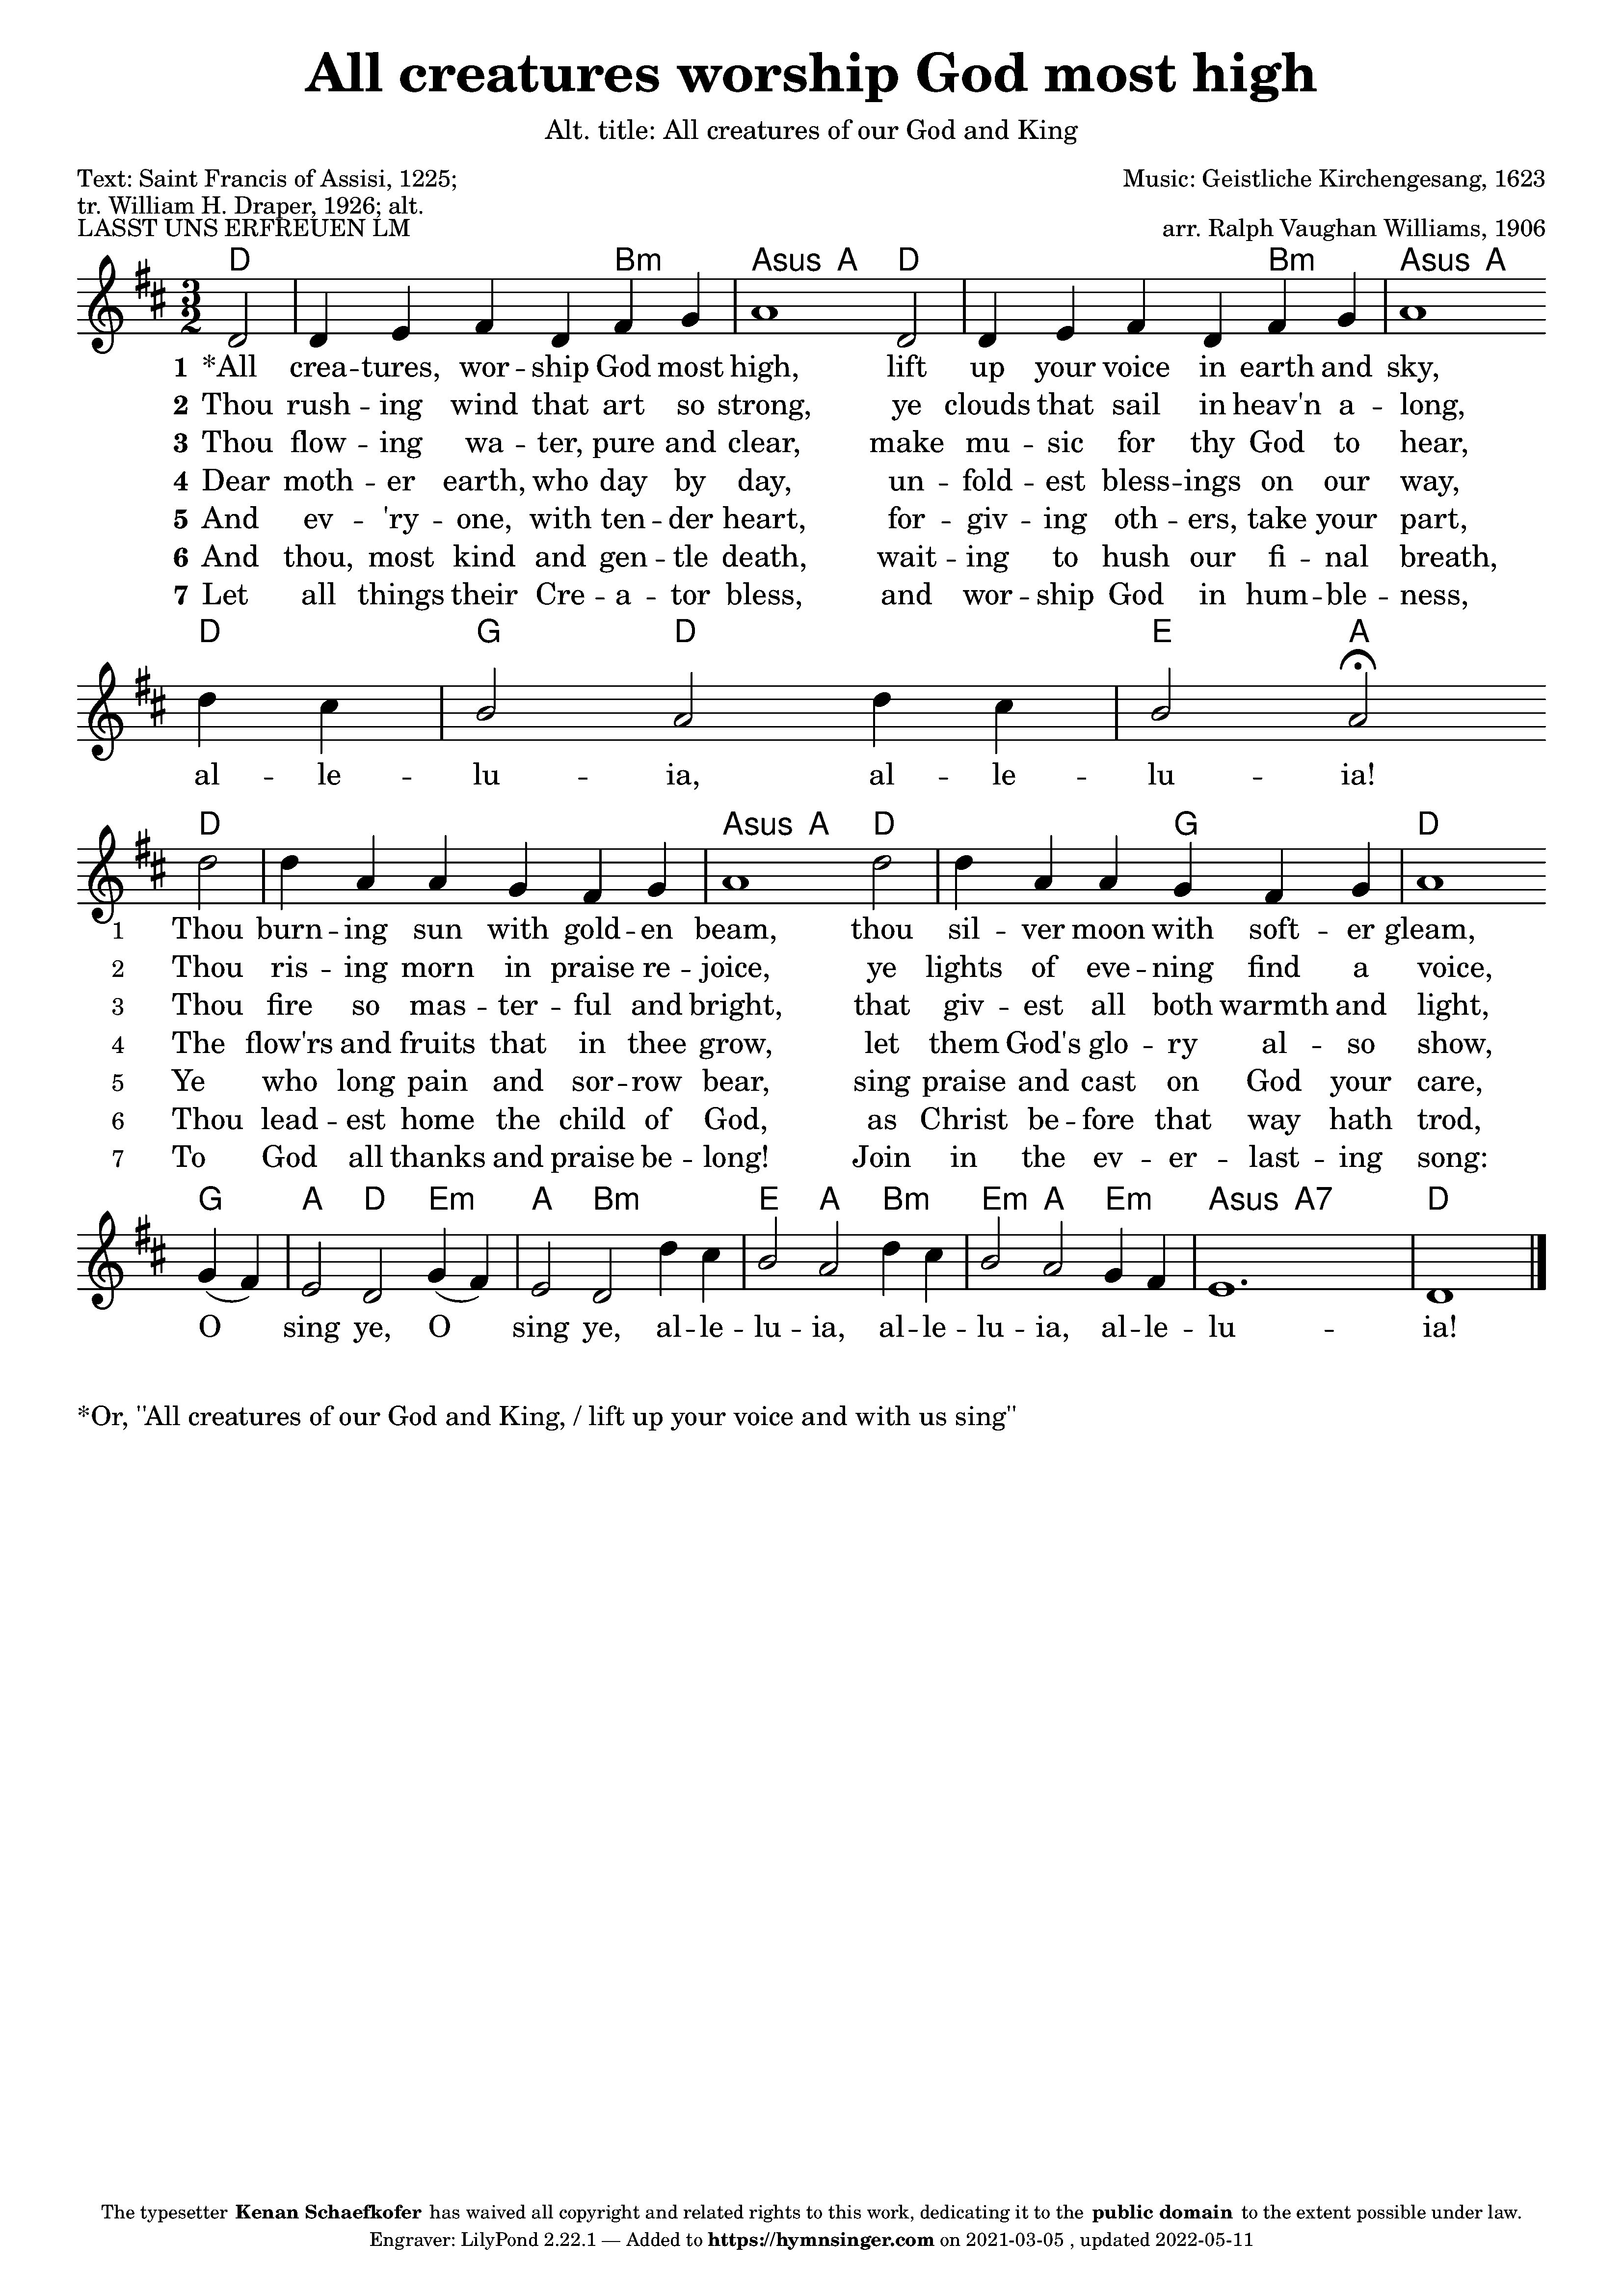 All creatures worship God most high
Alt. title: All creatures of our God and King
Text: Saint Francis of Assisi, 1225;
Music: Geistliche Kirchengesang, 1623
tr. William H. Draper, 1926; alt.
LASST UNS ERFREUEN LM
arr. Ralph Vaughan Williams, 1906
D Bm Asus A D Bm Asus A
3
2
1 *All crea -- tures, wor -- ship God most high, lift up your voice in earth and sky,
2 Thou rush -- ing wind that art so strong, ye clouds that sail in heav'n a -- long,
3 Thou flow -- ing wa -- ter, pure and clear, make mu -- sic for thy God to hear,
4 Dear moth -- er earth, who day by day, un -- fold -- est bless -- ings on our way,
5 And ev -- 'ry -- one, with ten -- der heart, for -- giv -- ing oth -- ers, take your part,
6 And thou, most kind and gen -- tle death, wait -- ing to hush our fi -- nal breath,
7 Let all things their Cre -- a -- tor bless, and wor -- ship God in hum -- ble -- ness,
D G D E A
al -- le -- lu -- ia, al -- le -- lu -- ia!
D Asus A D G D
1 Thou burn -- ing sun with gold -- en beam, thou sil -- ver moon with soft -- er gleam,
2 Thou ris -- ing morn in praise re -- joice, ye lights of eve -- ning find a voice,
3 Thou fire so mas -- ter -- ful and bright, that giv -- est all both warmth and light,
4 The flow'rs and fruits that in thee grow, let them God's glo -- ry al -- so show,
5 Ye who long pain and sor -- row bear, sing praise and cast on God your care,
6 Thou lead -- est home the child of God, as Christ be -- fore that way hath trod,
7 To God all thanks and praise be -- long! Join in the ev -- er -- last -- ing song:
G A D Em A Bm E A Bm Em A Em Asus A7 D
O sing ye, O sing ye, al -- le -- lu -- ia, al -- le -- lu -- ia, al -- le -- lu -- ia!
*Or, "All creatures of our God and King, / lift up your voice and with us sing"
The typesetter Kenan Schaefkofer has waived all copyright and related rights to this work, dedicating it to the public domain to the extent possible under law.
Engraver: LilyPond 2.22.1 — Added to https://hymnsinger.com on 2021-03-05 , updated 2022-05-11